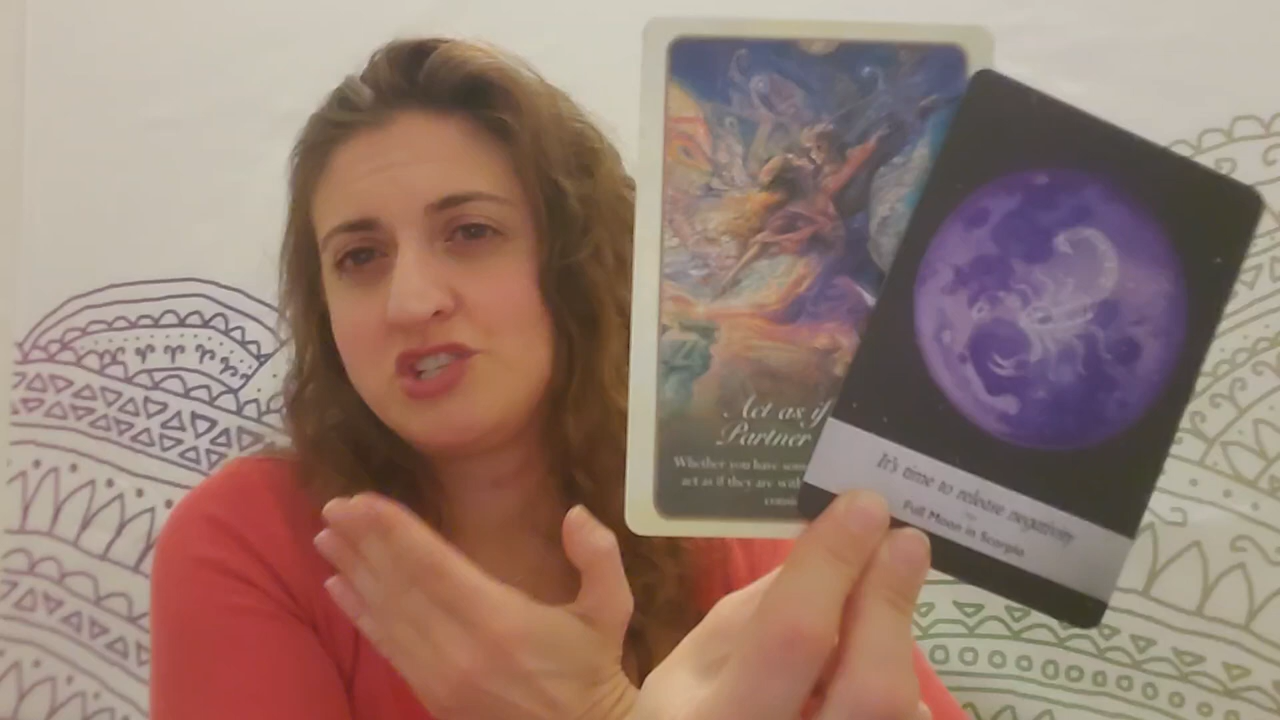 Act as if
Partner
Whether you have som
act as if they are with
It's time to release negativity
Full Moon in Scorpio